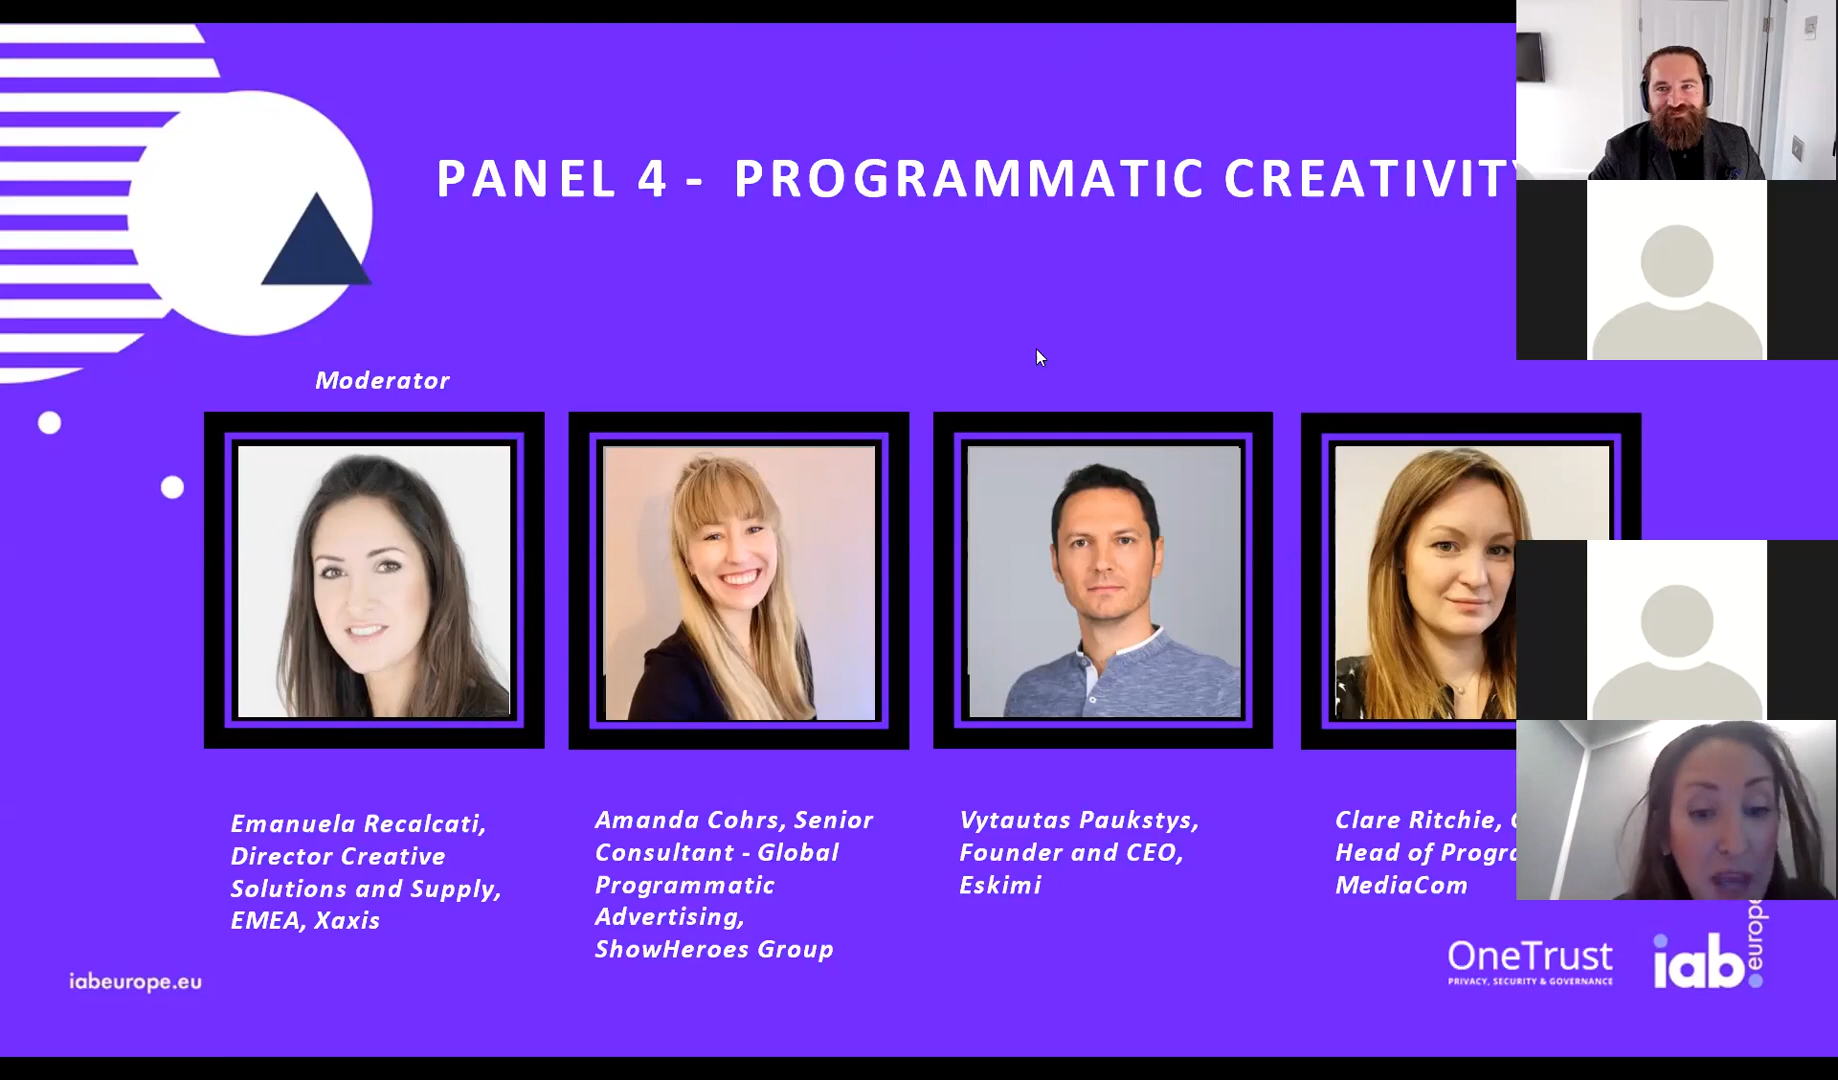 PANEL 4 - PROGRAMMATIC
Moderator
Emanuela Recalcati,
Director Creative
Solutions and Supply,
EMEA, Xaxis
Amanda Cohrs, Senior
Consultant - Global
Programmatic
Advertising,
ShowHeroes Group
Vytautas Paukstys,
Founder and CEO,
Eskimi
Clare Ritchie,
Head of
MediaCom
iabeurope.eu
OneTrust
PRIVACY, SECURITY & GOVERNANCE
iab
europe